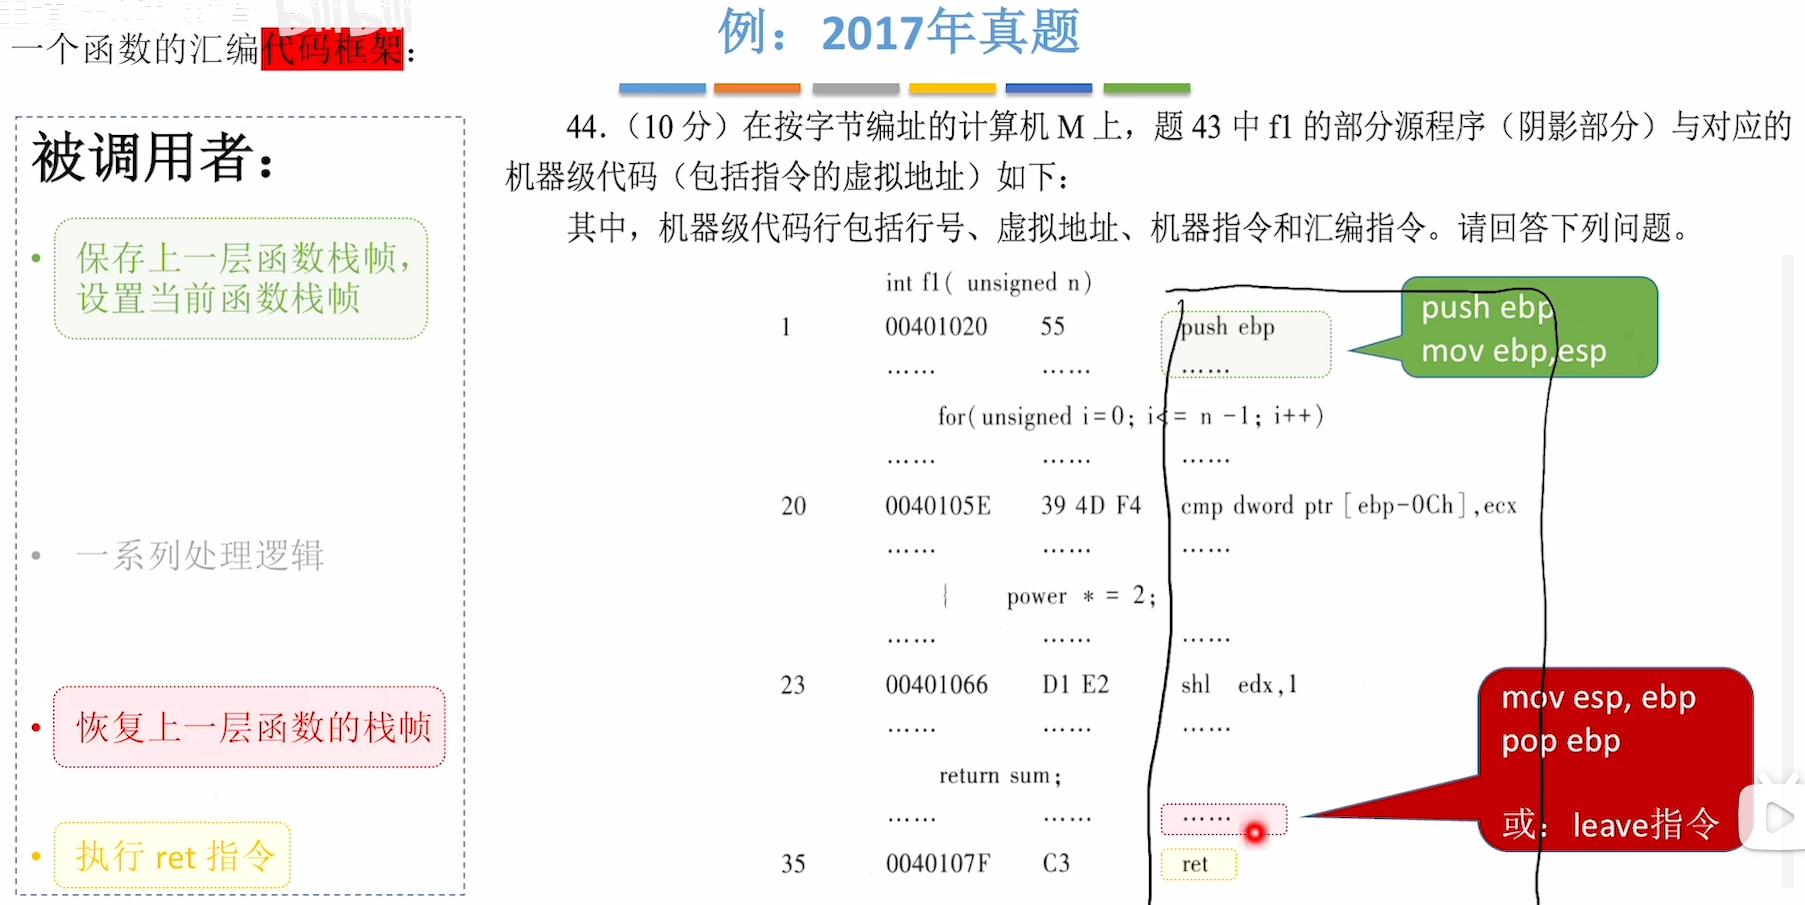 一个函数的汇编代码框架：
例：2017年真题
被调用者：
• 保存上一层函数栈帧，
设置当前函数栈帧
• 一系列处理逻辑
• 恢复上一层函数的栈帧
• 执行 ret 指令
44.（10 分）在按字节编址的计算机 M 上，题 43 中 f1 的部分源程序（阴影部分）与对应的
机器级代码（包括指令的虚拟地址）如下：
其中，机器级代码行包括行号、虚拟地址、机器指令和汇编指令。请回答下列问题。
int f1( unsigned n)
1 00401020 55 push ebp
…… …… ……
for(unsigned i=0; i<= n -1; i++)
…… …… ……
20 0040105E 39 4D F4 cmp dword ptr [ebp-0Ch],ecx
…… …… ……
{ power * = 2;
…… …… ……
23 00401066 D1 E2 shl edx,1
…… …… ……
return sum;
…… …… ……
35 0040107F C3 ret
push ebp
mov ebp,esp
mov esp, ebp
pop ebp
或：leave指令